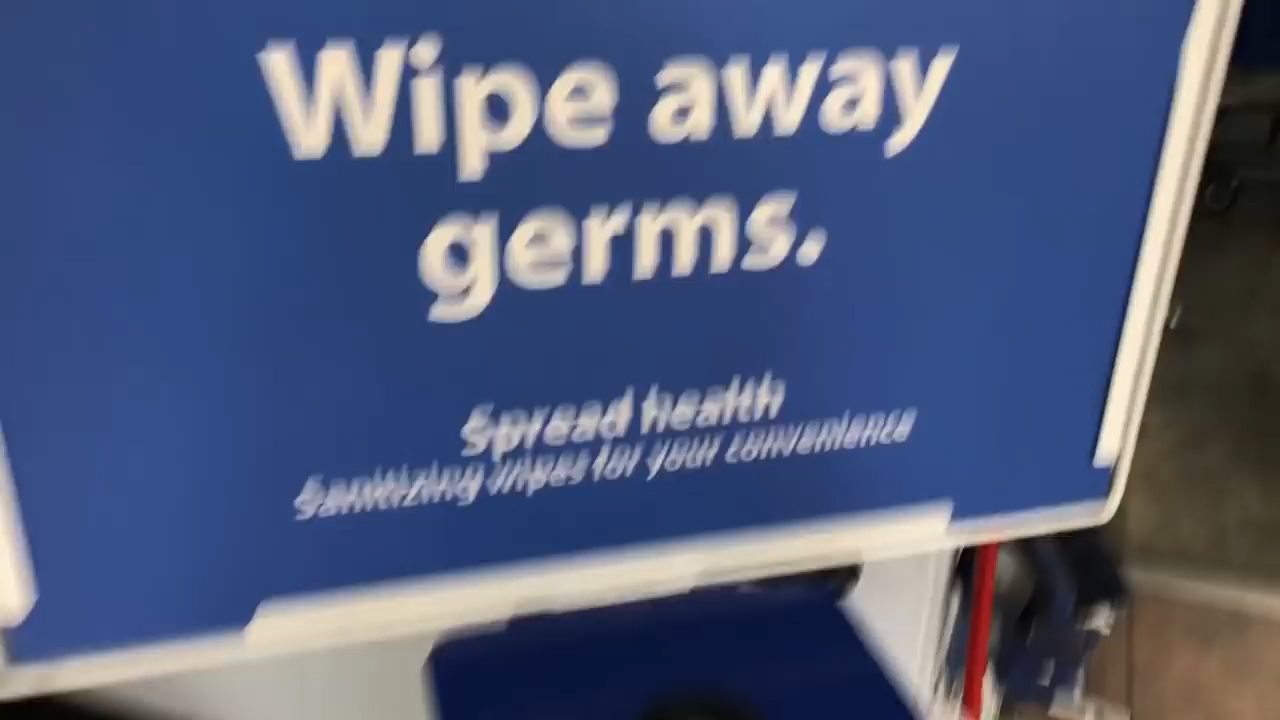 Wipe away
germs.
Spread health
Sanitizing wipes for your convenience